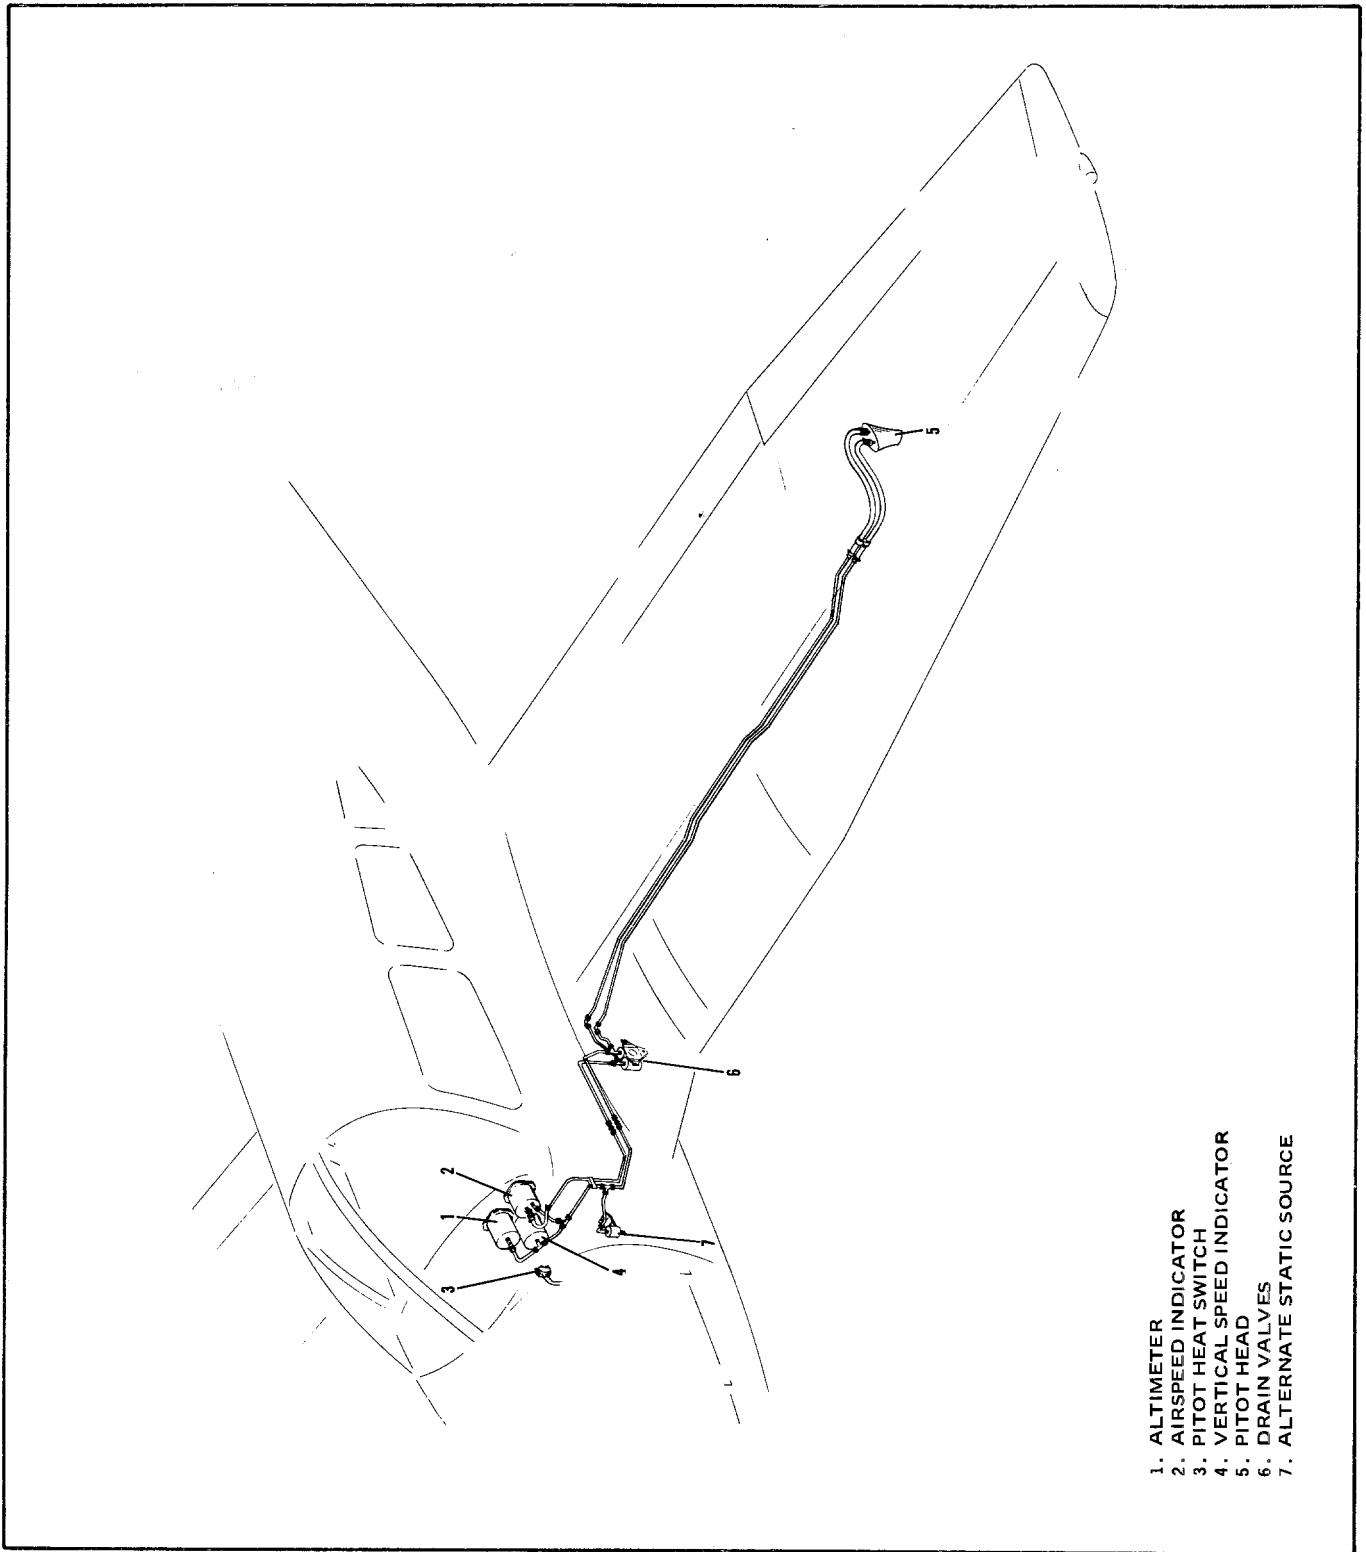 1
2
3
4
5
6
7
1. ALTIMETER
2. AIRSPEED INDICATOR
3. PITOT HEAT SWITCH
4. VERTICAL SPEED INDICATOR
5. PITOT HEAD
6. DRAIN VALVES
7. ALTERNATE STATIC SOURCE